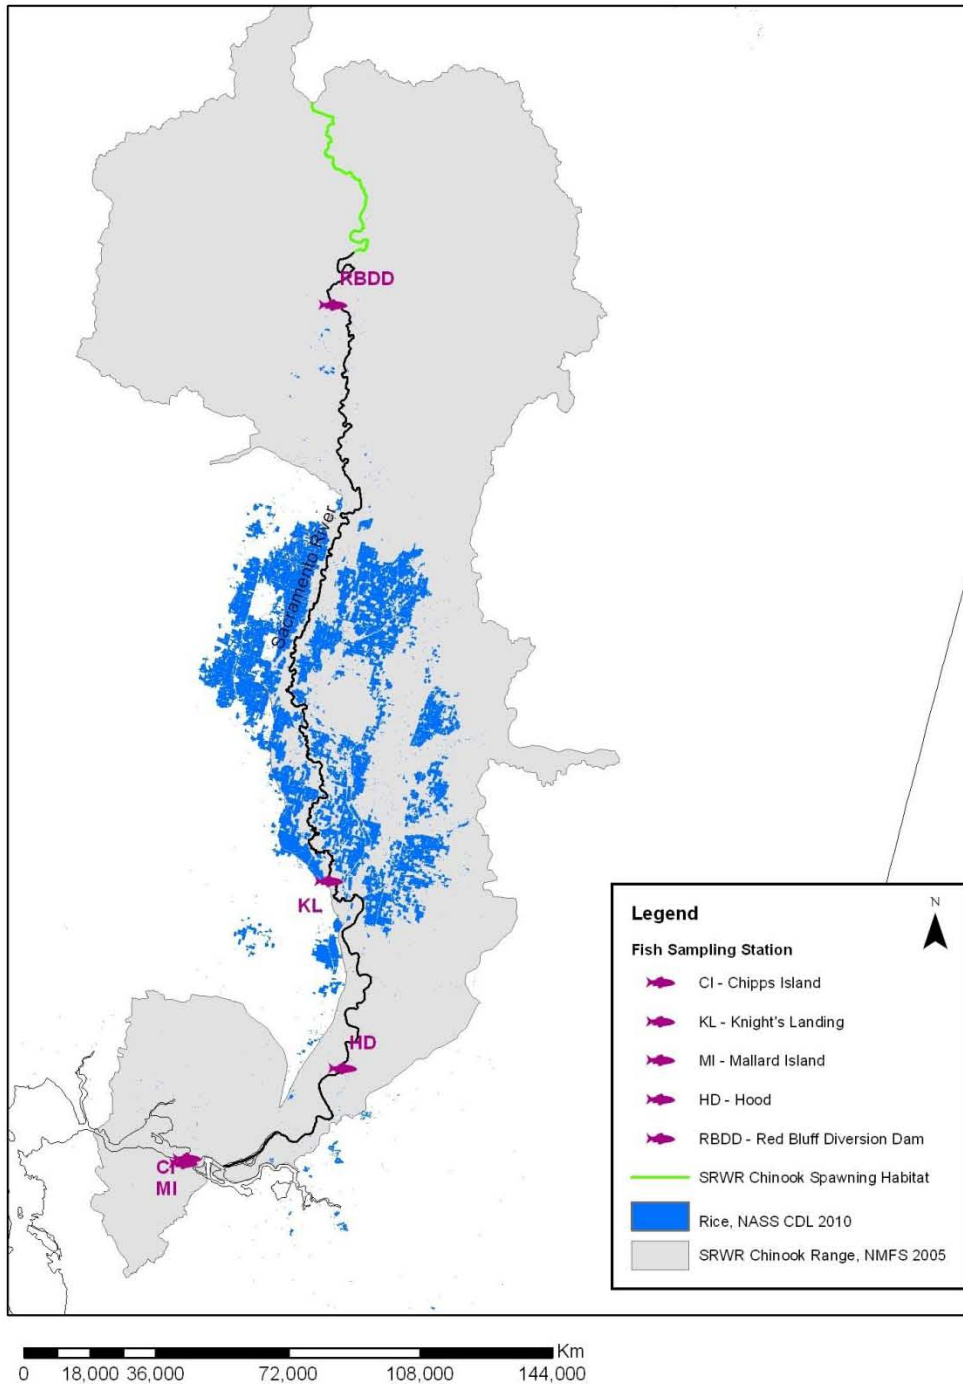 RBDD
Sacramento River
KL
HD
CI
MI
N
Legend
Fish Sampling Station
CI - Chipps Island
KL - Knight's Landing
MI - Mallard Island
HD - Hood
RBDD - Red Bluff Diversion Dam
SRWR Chinook Spawning Habitat
Rice, NASS CDL 2010
SRWR Chinook Range, NMFS 2005
Km
0 18,000 36,000 72,000 108,000 144,000